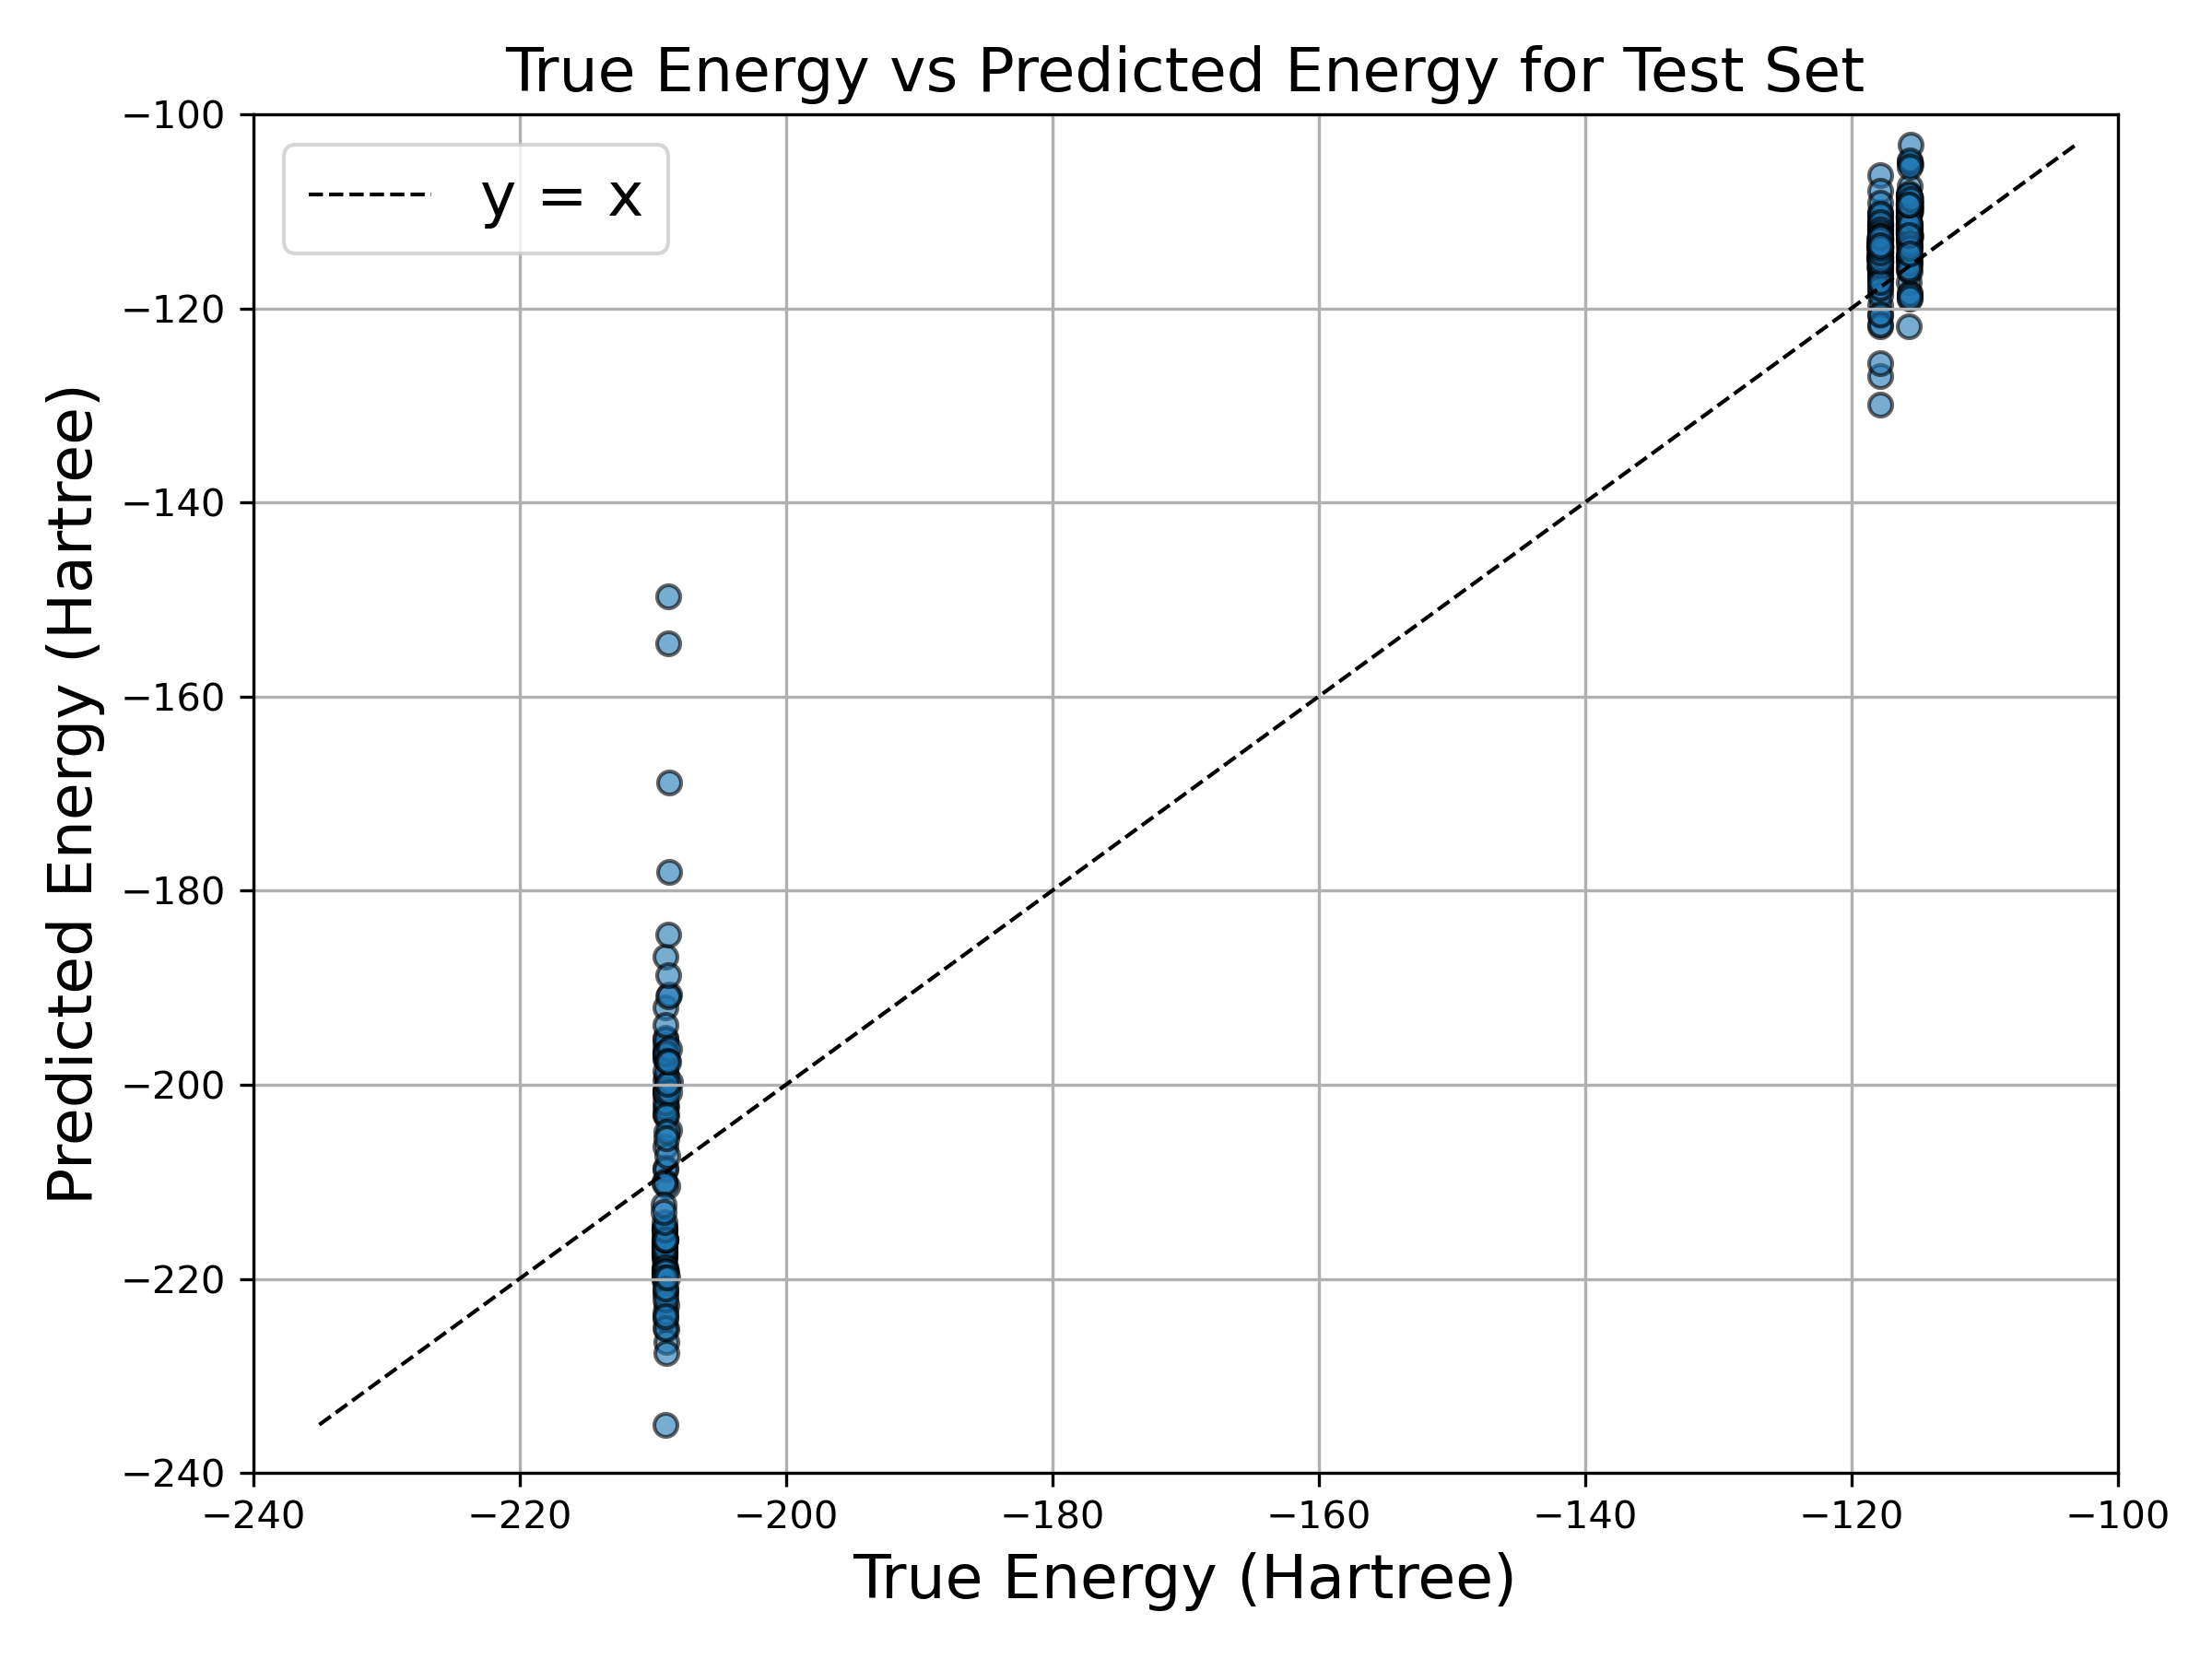 True Energy vs Predicted Energy for Test Set
y = x
Predicted Energy (Hartree)
−100
−120
−140
−160
−180
−200
−220
−240
−240 −220 −200 −180 −160 −140 −120 −100
True Energy (Hartree)